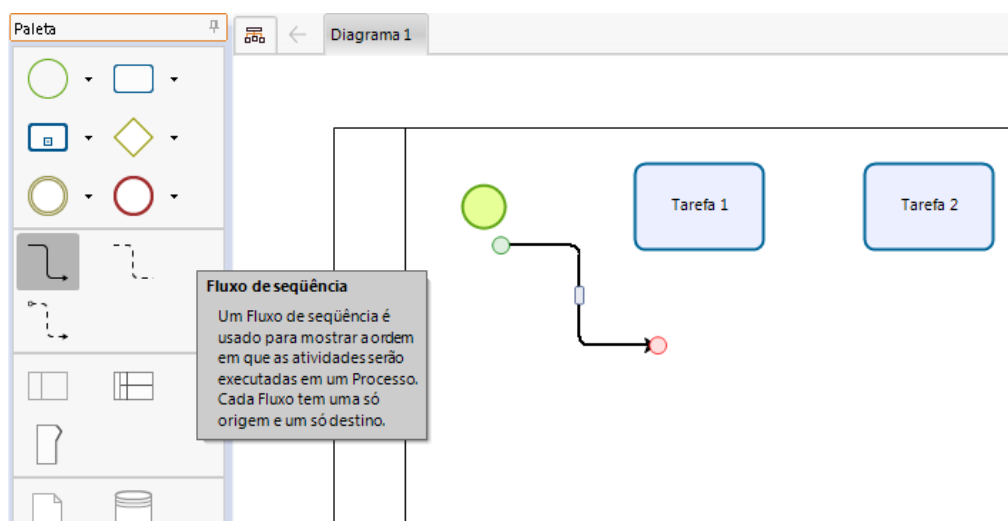 Paleta
Diagrama 1
Tarefa 1
Tarefa 2
Fluxo de seqüência
Um Fluxo de seqüência é
usado para mostrar a ordem
em que as atividades serão
executadas em um Processo.
Cada Fluxo tem uma só
origem e um só destino.